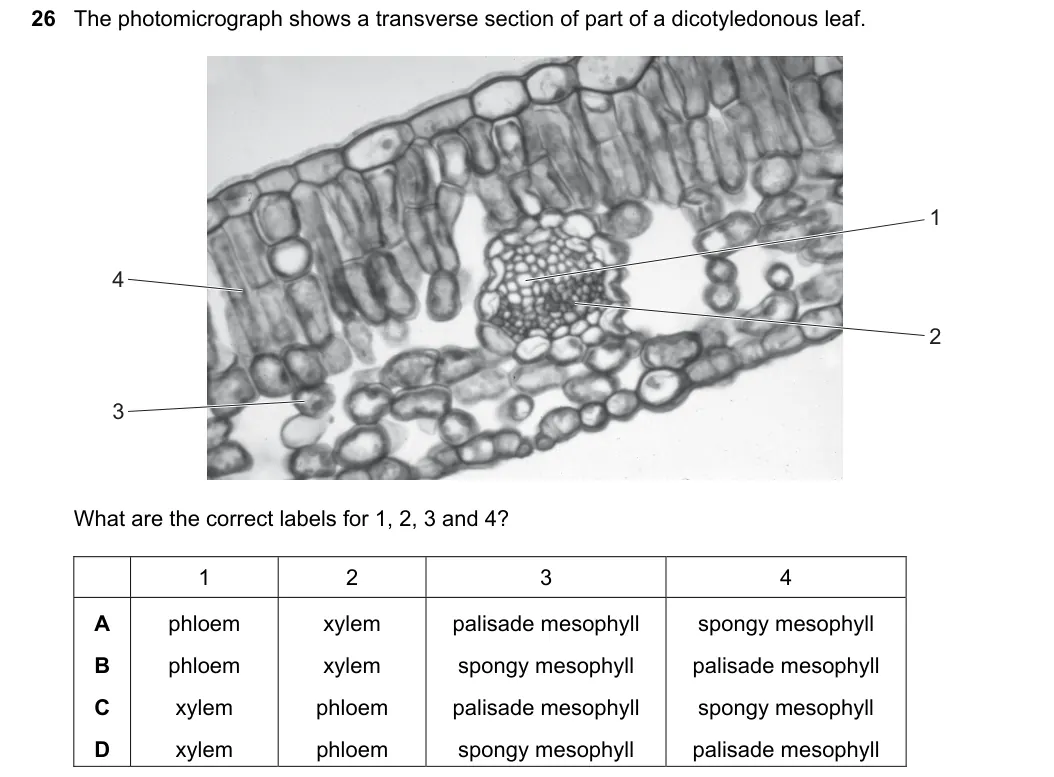 26 The photomicrograph shows a transverse section of part of a dicotyledonous leaf.
1
4
2
3
What are the correct labels for 1, 2, 3 and 4?
1 2 3 4
A phloem xylem palisade mesophyll spongy mesophyll
B phloem xylem spongy mesophyll palisade mesophyll
C xylem phloem palisade mesophyll spongy mesophyll
D xylem phloem spongy mesophyll palisade mesophyll